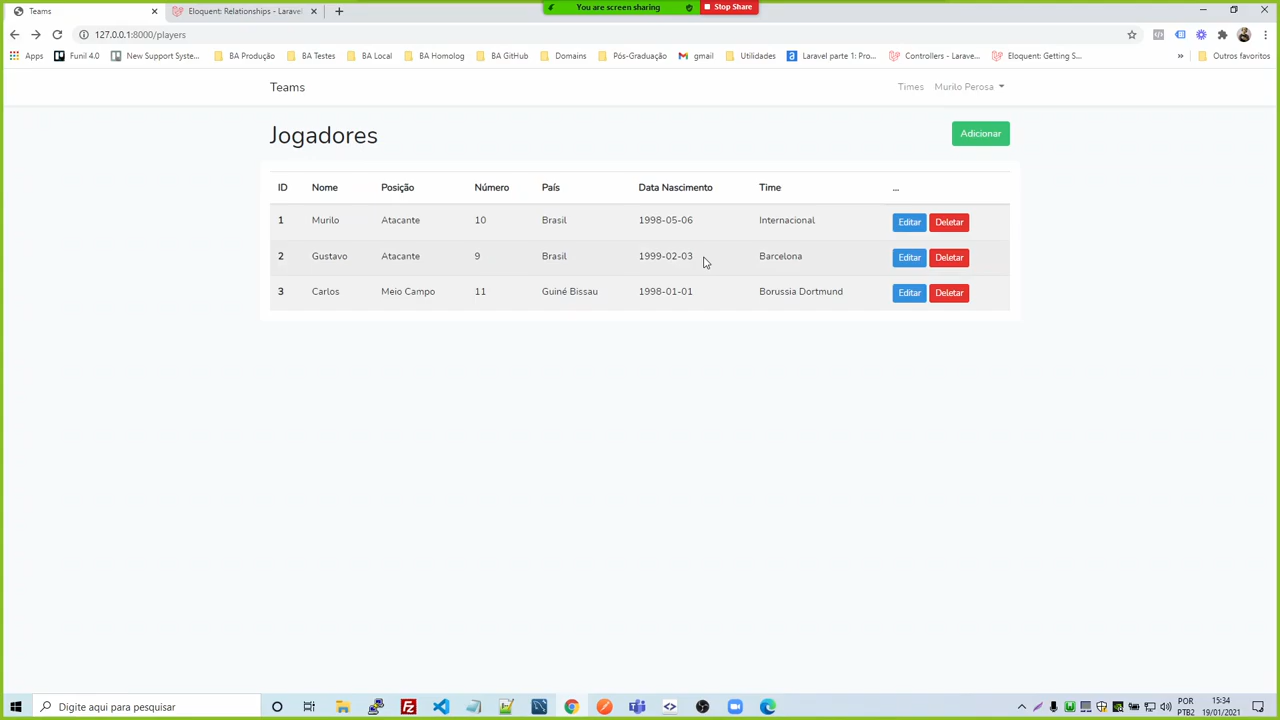 Teams
Eloquent: Relationships - Laravel
You are screen sharing
Stop Share
127.0.0.1:8000/players
Apps
Funil 4.0
New Support Syste...
BA Produção
BA Testes
BA Local
BA Homolog
BA GitHub
Domains
Pós-Graduação
gmail
Utilidades
Laravel parte 1: Pro...
Controllers - Larave...
Eloquent: Getting S...
»
Outros favoritos
Teams
Times
Murilo Perosa
Jogadores
Adicionar
ID Nome Posição Número País Data Nascimento Time ...
1 Murilo Atacante 10 Brasil 1998-05-06 Internacional Editar Deletar
2 Gustavo Atacante 9 Brasil 1999-02-03 Barcelona Editar Deletar
3 Carlos Meio Campo 11 Guiné Bissau 1998-01-01 Borussia Dortmund Editar Deletar
Digite aqui para pesquisar
POR
PTB2
15:34
19/01/2021